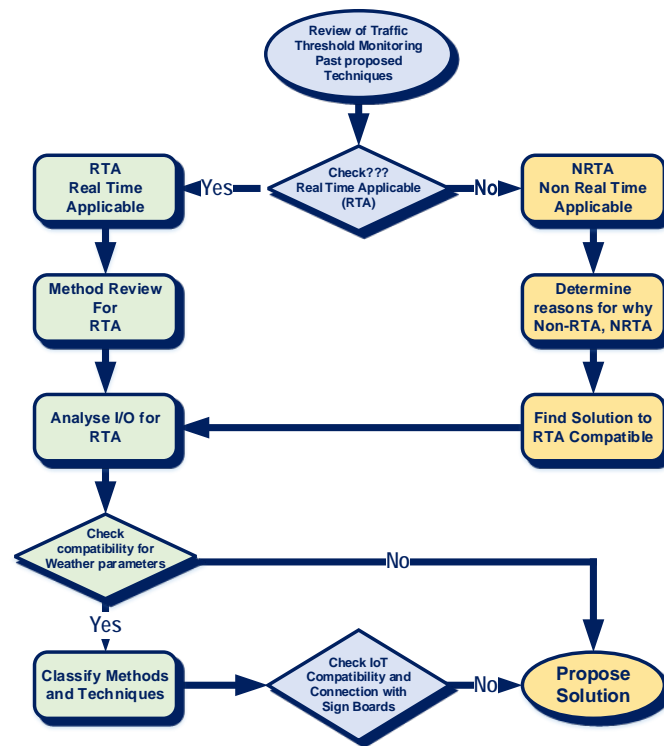 Review of Traffic
Threshold Monitoring
Past proposed
Techniques
RTA
Real Time
Applicable
Yes
Check???
Real Time Applicable
(RTA)
No
NRTA
Non Real Time
Applicable
Method Review
For
RTA
Determine
reasons for why
Non-RTA, NRTA
Analyse I/O for
RTA
Find Solution to
RTA Compatible
Check
compatibility for
Weather parameters
No
Yes
Classify Methods
and Techniques
Check IoT
Compatibility and
Connection with
Sign Boards
No
Propose
Solution